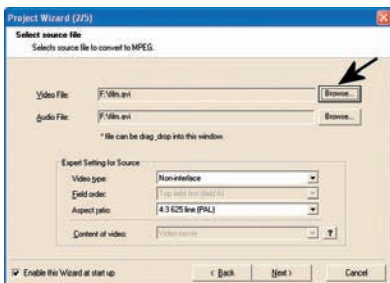 Project Wizard (2/5)
Select source file
Selects source file to convert to MPEG.
Video File: F:\film.avi Browse...
Audio File: F:\film.avi Browse...
* file can be drag_drop into this window.
Expert Setting for Source
Video type: Non-interlace
Field order: Top field first (field A)
Aspect ratio: 4:3 625 line (PAL)
Content of video: Video movie ?
Enable this Wizard at start up < Back Next > Cancel